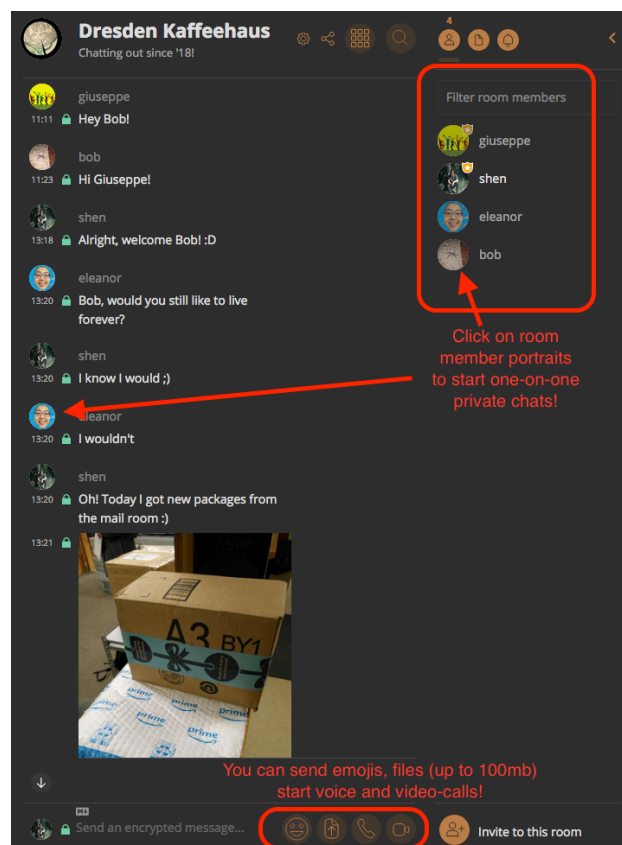 Dresden Kaffeehaus
Chatting out since '18!
4
Filter room members
giuseppe
shen
eleanor
bob
Click on room
member portraits
to start one-on-one
private chats!
giuseppe
11:11 Hey Bob!
bob
11:23 Hi Giuseppe!
shen
13:18 Alright, welcome Bob! :D
eleanor
13:20 Bob, would you still like to live
forever?
shen
13:20 I know I would ;)
eleanor
13:20 I wouldn't
shen
13:20 Oh! Today I got new packages from
the mail room :)
13:21
A3 BY1
prime
prime
prime
prime
prime
You can send emojis, files (up to 100mb)
start voice and video-calls!
Send an encrypted message...
Invite to this room